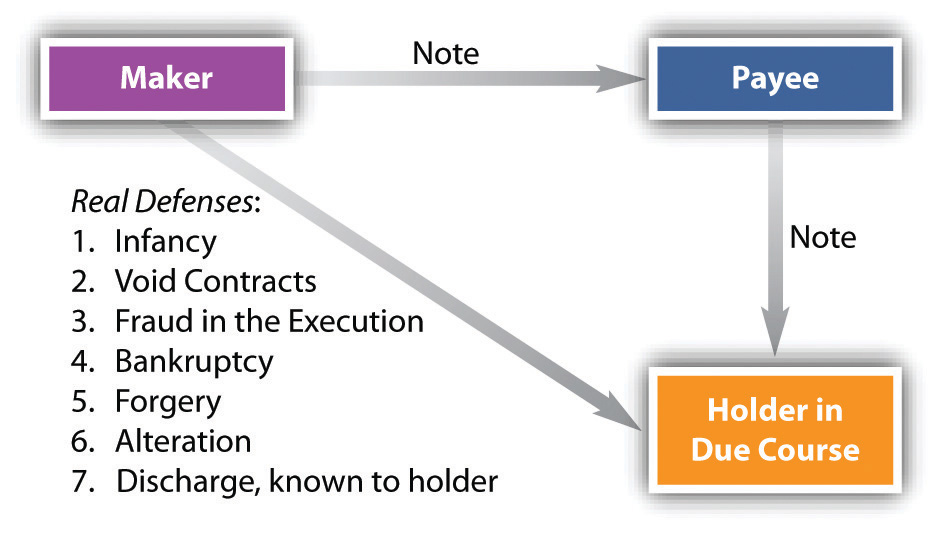 Maker
Note
Payee
Real Defenses:
1. Infancy
2. Void Contracts
3. Fraud in the Execution
4. Bankruptcy
5. Forgery
6. Alteration
7. Discharge, known to holder
Note
Holder in
Due Course